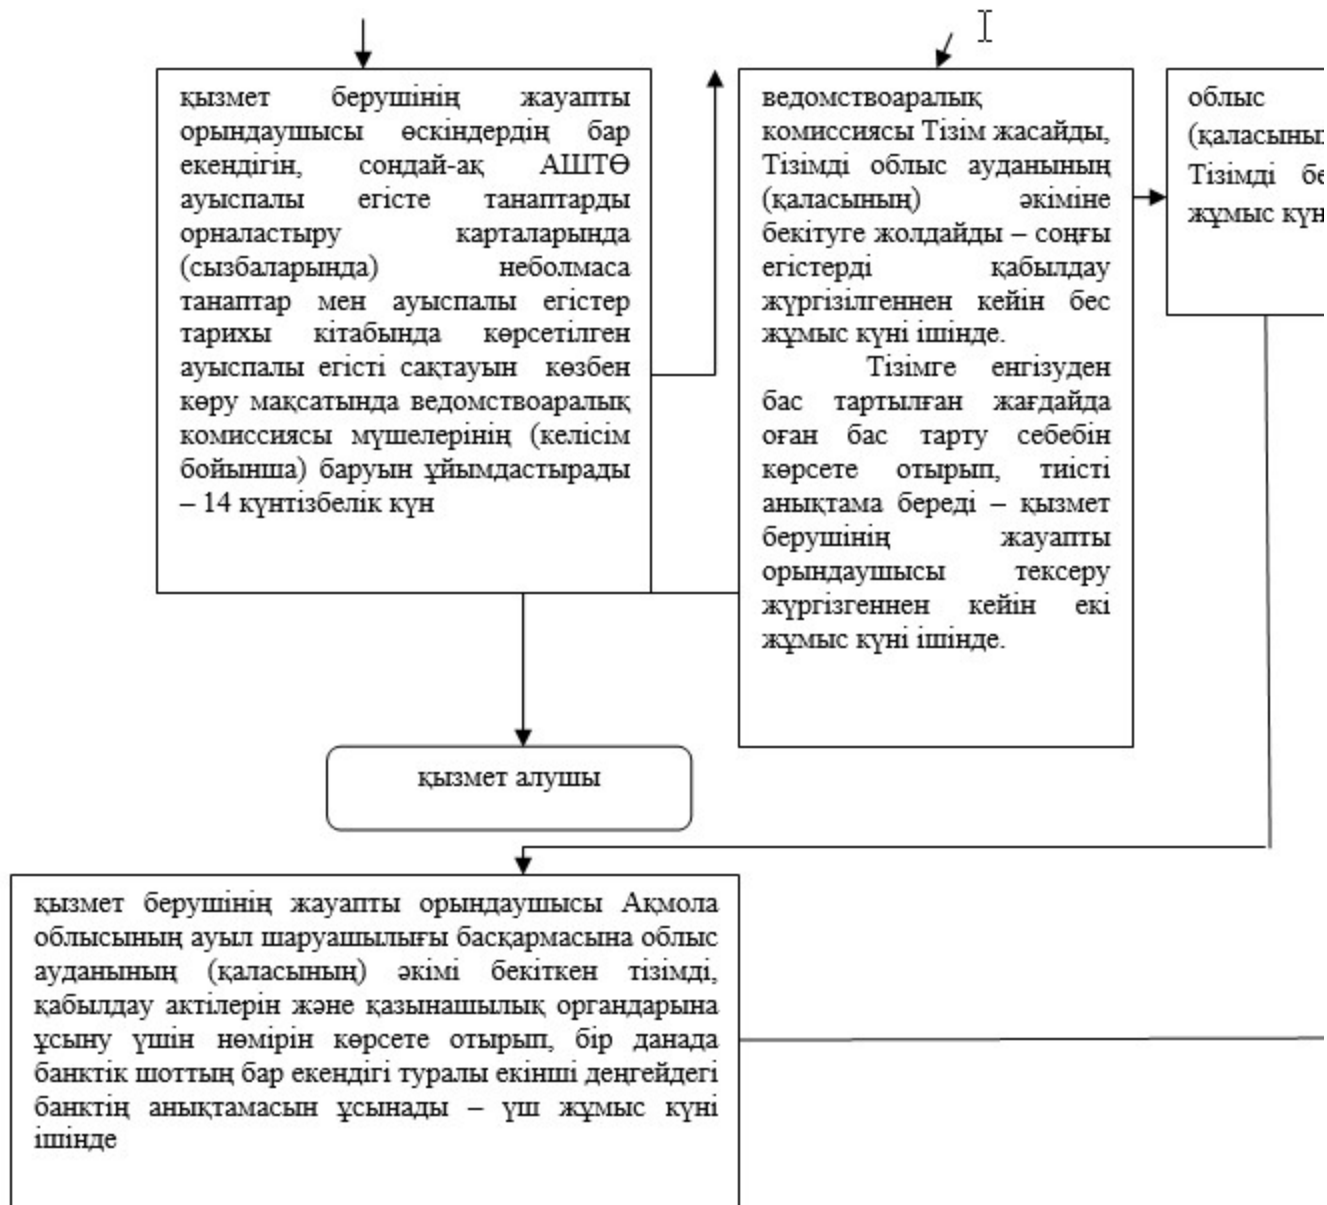 қызмет берушінің жауапты
орындаушысы өскіндердің бар
екендігін, сондай-ақ АШТӨ
ауыспалы егісте танаптарды
орналастыру карталарында
(сызбаларында) неболмаса
танаптар мен ауыспалы егістер
тарихы кітабында көрсетілген
ауыспалы егісті сақтауын көзбен
көру мақсатында ведомствоаралық
комиссиясы мүшелерінің (келісім
бойынша) баруын ұйымдастырады
– 14 күнтізбелік күн
ведомствоаралық
комиссиясы Тізім жасайды,
Тізімді облыс ауданының
(қаласының) әкіміне
бекітуге жолдайды – соңғы
егістерді қабылдау
жүргізілгеннен кейін бес
жұмыс күні ішінде.
Тізімге енгізуден
бас тартылған жағдайда
оған бас тарту себебін
көрсете отырып, тиісті
анықтама береді – қызмет
берушінің жауапты
орындаушысы тексеру
жүргізгеннен кейін екі
жұмыс күні ішінде.
облыс
Тізімді
жұмыс
қызмет алушы
қызмет берушінің жауапты орындаушысы Ақмола
облысының ауыл шаруашылығы басқармасына облыс
ауданының (қаласының) әкімі бекіткен тізімді,
қабылдау актілерін және қазынашылық органдарына
ұсыну үшін нөмірін көрсете отырып, бір данада
банктік шоттың бар екендігі туралы екінші деңгейдегі
банктің анықтамасын ұсынады – үш жұмыс күні
ішінде